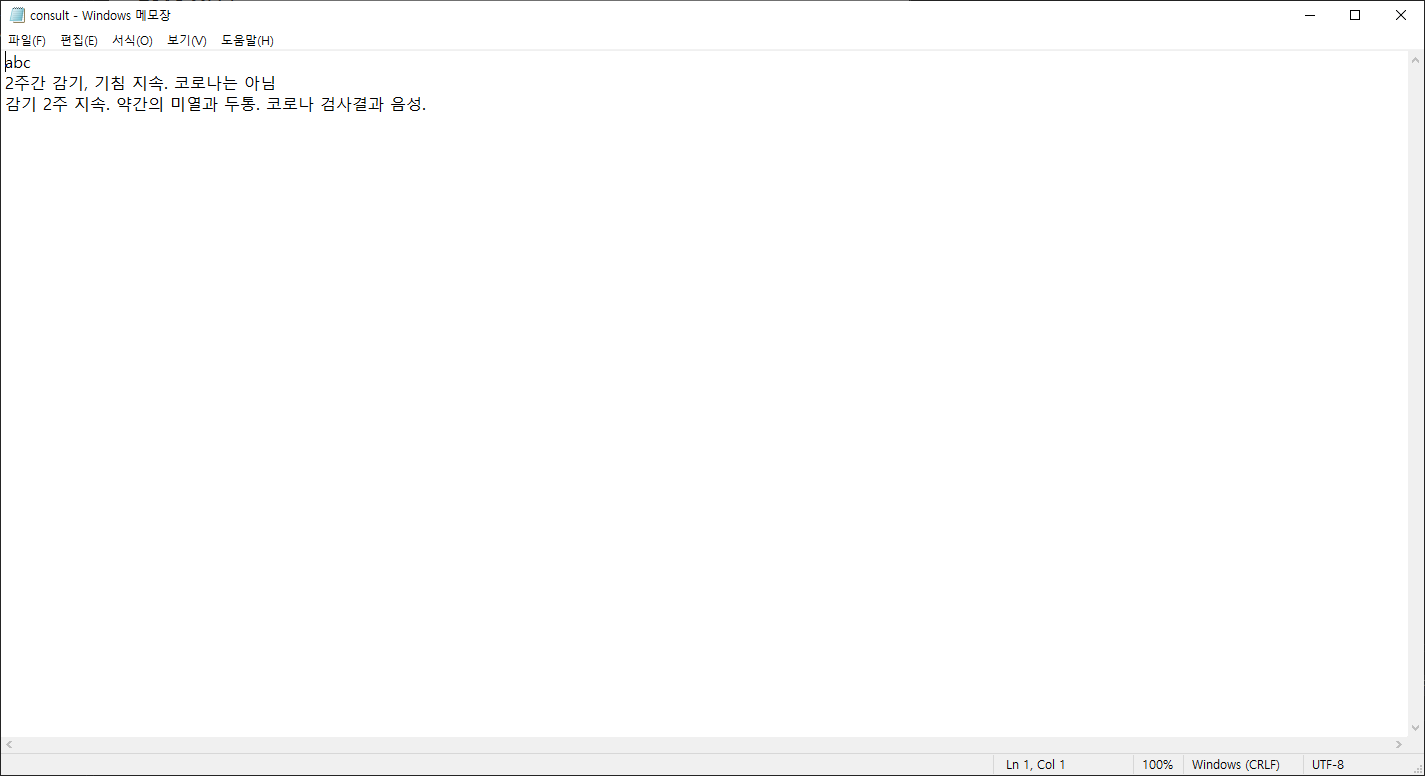 consult - Windows 메모장
파일(F) 편집(E) 서식(O) 보기(V) 도움말(H)
abc
2주간 감기, 기침 지속. 코로나는 아님
감기 2주 지속. 약간의 미열과 두통. 코로나 검사결과 음성.
Ln 1, Col 1 100% Windows (CRLF) UTF-8